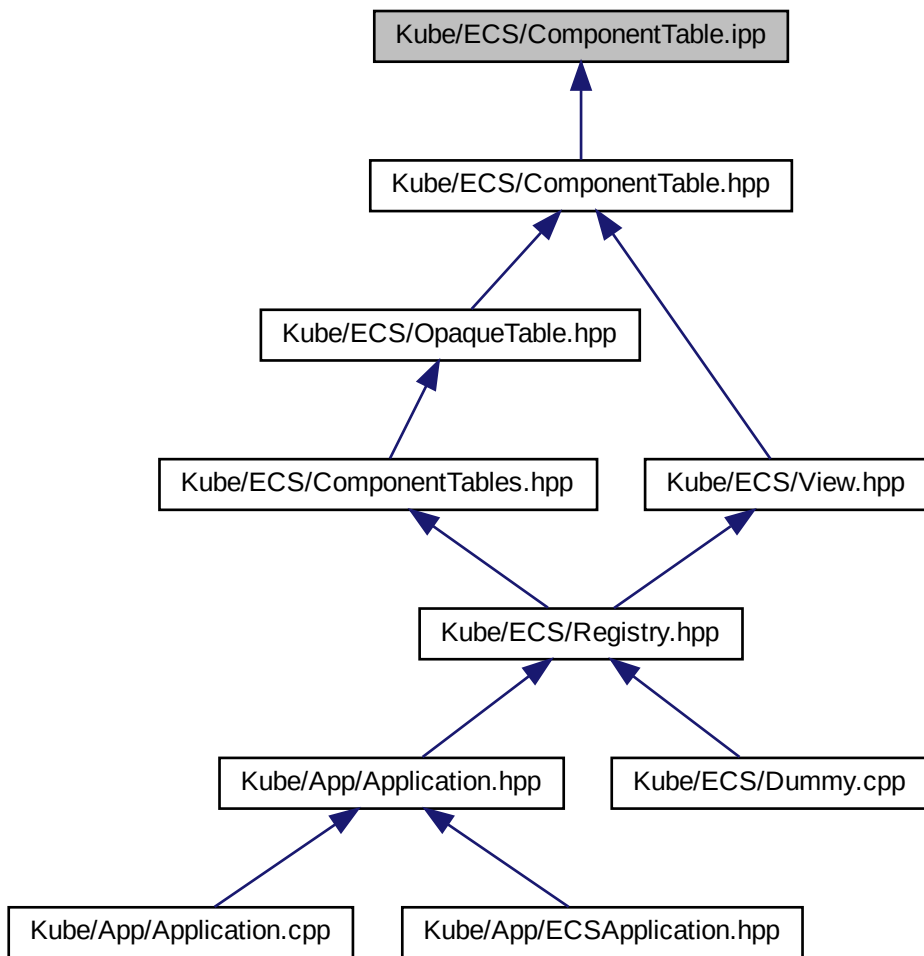 Kube/ECS/ComponentTable.ipp
Kube/ECS/ComponentTable.hpp
Kube/ECS/OpaqueTable.hpp
Kube/ECS/ComponentTables.hpp
Kube/ECS/View.hpp
Kube/ECS/Registry.hpp
Kube/App/Application.hpp
Kube/ECS/Dummy.cpp
Kube/App/Application.cpp
Kube/App/ECSApplication.hpp